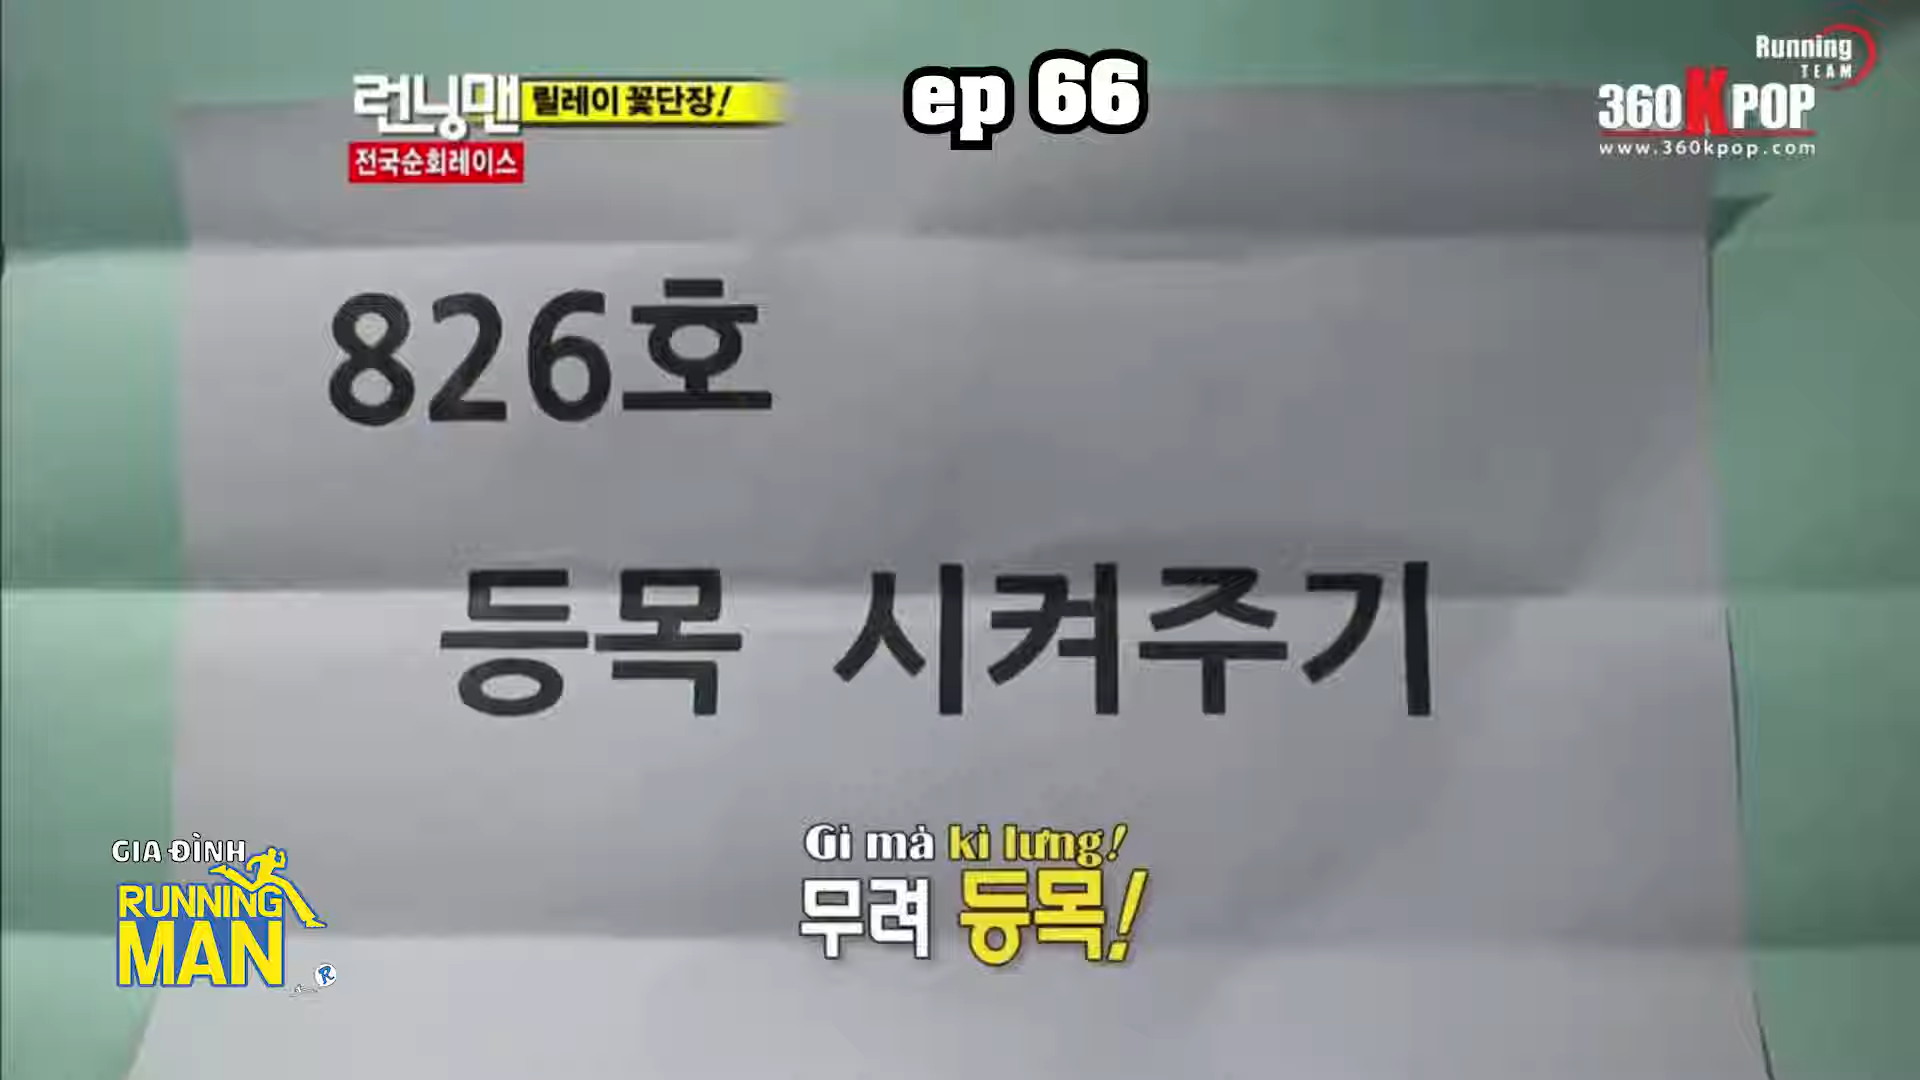 Running
TEAM
360KPOP
www.360kpop.com
ep 66
런닝맨 릴레이 꽃단장!
전국순회레이스
826호
등목 시켜주기
Gì mà kì lưng!
무려 등목!
GIA ĐÌNH
RUNNING
MAN
R